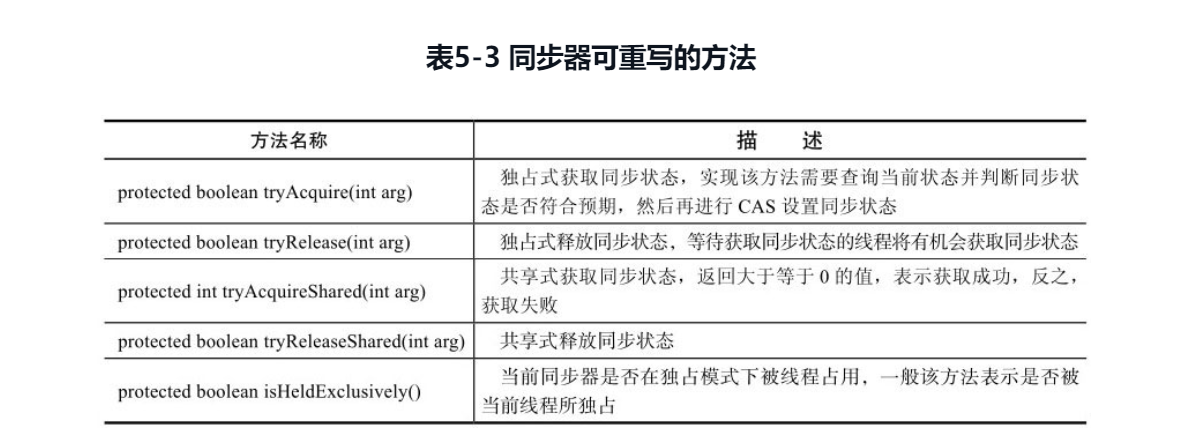 表5-3 同步器可重写的方法
方法名称 描 述
protected boolean tryAcquire(int arg) 独占式获取同步状态，实现该方法需要查询当前状态并判断同步状
态是否符合预期，然后再进行 CAS 设置同步状态
protected boolean tryRelease(int arg) 独占式释放同步状态，等待获取同步状态的线程将有机会获取同步状态
protected int tryAcquireShared(int arg) 共享式获取同步状态，返回大于等于 0 的值，表示获取成功，反之，
获取失败
protected boolean tryReleaseShared(int arg) 共享式释放同步状态
protected boolean isHeldExclusively() 当前同步器是否在独占模式下被线程占用，一般该方法表示是否被
当前线程所独占